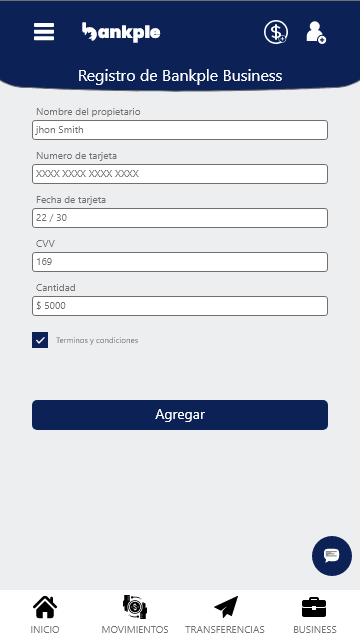 bankple
Registro de Bankple Business
Nombre del propietario
jhon Smith
Numero de tarjeta
XXXX XXXX XXXX XXXX
Fecha de tarjeta
22 / 30
CVV
169
Cantidad
$ 5000
Terminos y condiciones
Agregar
INICIO MOVIMIENTOS TRANSFERENCIAS BUSINESS